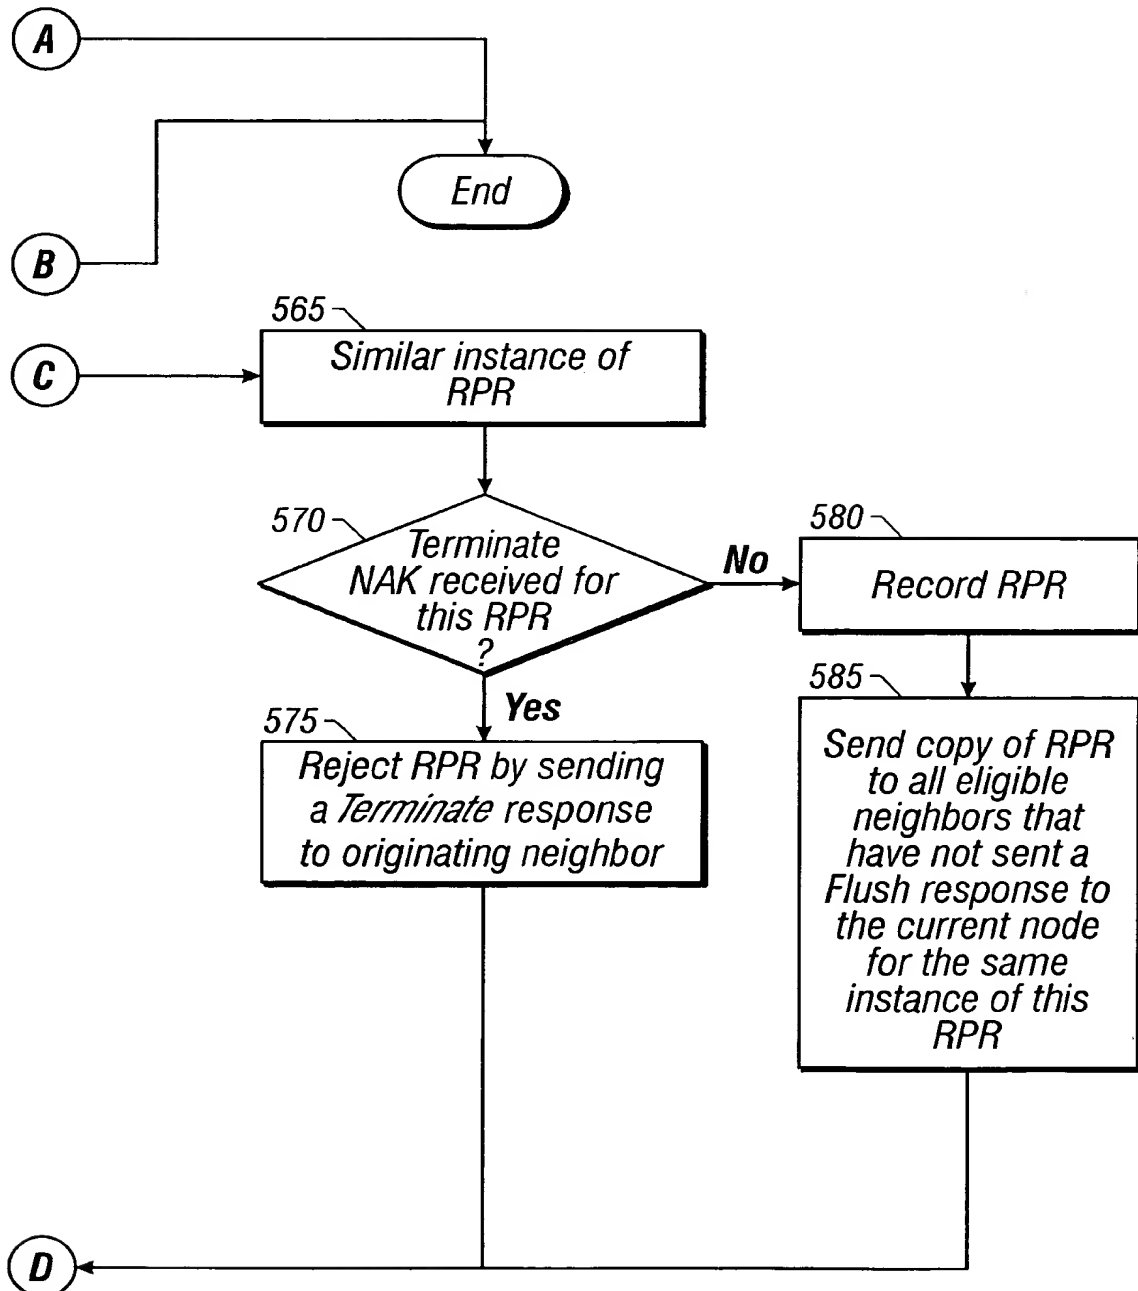 A
End
B
565
C
Similar instance of
RPR
570
Terminate
NAK received for
this RPR
?
No
580
Record RPR
Yes
575
Reject RPR by sending
a Terminate response
to originating neighbor
585
Send copy of RPR
to all eligible
neighbors that
have not sent a
Flush response to
the current node
for the same
instance of this
RPR
D